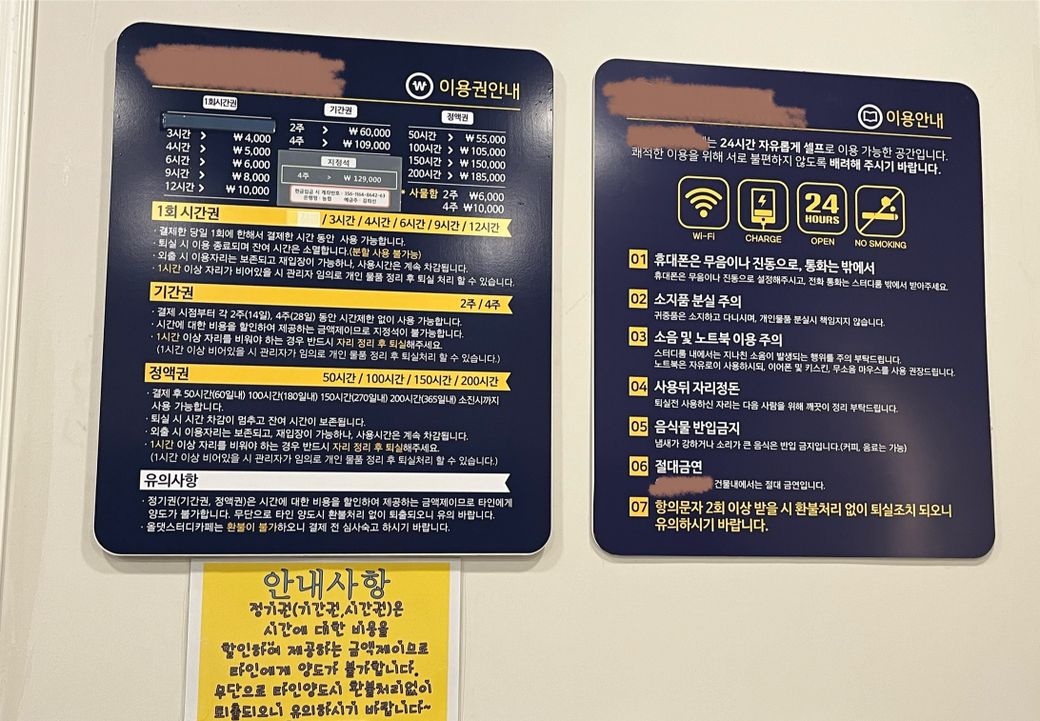 이용권안내
1회시간권
3시간 > ₩ 4,000
4시간 > ₩ 5,000
6시간 > ₩ 6,000
9시간 > ₩ 8,000
12시간 > ₩ 10,000
기간권
2주 > ₩ 60,000
4주 > ₩ 109,000
지정석
4주 > ₩ 129,000
현금입금 시 계좌번호 : 356-1164-8642-63
은행명 : 농협 예금주 :
정액권
50시간 > ₩ 55,000
100시간 > ₩ 105,000
150시간 > ₩ 150,000
200시간 > ₩ 185,000
* 사물함 2주 ₩6,000
4주 ₩10,000
1회 시간권 / 3시간 / 4시간 / 6시간 / 9시간 / 12시간
· 결제한 당일 1회에 한해서 결제한 시간 동안 사용 가능합니다.
· 퇴실 시 이용 종료되며 잔여 시간은 소멸합니다.(분할 사용 불가능)
· 외출 시 이용자리는 보존되고 재입장이 가능하나, 사용시간은 계속 차감됩니다.
· 1시간 이상 자리가 비어있을 시 관리자 임의로 개인 물품 정리 후 퇴실 처리 할 수 있습니다.
기간권 2주 / 4주
· 결제 시점부터 각 2주(14일), 4주(28일) 동안 시간제한 없이 사용 가능합니다.
· 시간에 대한 비용을 할인하여 제공하는 금액제이므로 지정석이 불가능합니다.
· 1시간 이상 자리를 비워야 하는 경우 반드시 자리 정리 후 퇴실해주세요.
(1시간 이상 비어있을 시 관리자가 임의로 개인 물품 정리 후 퇴실처리 할 수 있습니다.)
정액권 50시간 / 100시간 / 150시간 / 200시간
· 결제 후 50시간(60일내) 100시간(180일내) 150시간(270일내) 200시간(365일내) 소진시까지
사용 가능합니다.
· 퇴실 시 시간 차감이 멈추고 잔여 시간이 보존됩니다.
· 외출 시 이용자리는 보존되고, 재입장이 가능하나, 사용시간은 계속 차감됩니다.
· 1시간 이상 자리를 비워야 하는 경우 반드시 자리 정리 후 퇴실해주세요.
(1시간 이상 비어있을 시 관리자가 임의로 개인 물품 정리 후 퇴실처리 할 수 있습니다.)
유의사항
· 정기권(기간권, 정액권)은 시간에 대한 비용을 할인하여 제공하는 금액제이므로 타인에게
양도가 불가합니다. 무단으로 타인 양도시 환불처리 없이 퇴출되오니 유의 바랍니다.
· 올댓스터디카페는 환불이 불가하오니 결제 전 심사숙고 하시기 바랍니다.
안내사항
정기권(기간권,시간권)은
시간에 대한 비용을
할인하여 제공하는 금액제이므로
타인에게 양도가 불가합니다.
무단으로 타인양도시 환불처리없이
퇴출되오니 유의하시기 바랍니다~
이용안내
는 24시간 자유롭게 셀프로 이용 가능한 공간입니다.
쾌적한 이용을 위해 서로 불편하지 않도록 배려해 주시기 바랍니다.
Wi-Fi
CHARGE
24 HOURS
OPEN
NO SMOKING
01 휴대폰은 무음이나 진동으로, 통화는 밖에서
휴대폰은 무음이나 진동으로 설정해주시고, 전화 통화는 스터디룸 밖에서 받아주세요.
02 소지품 분실 주의
귀중품은 소지하고 다니시며, 개인물품 분실시 책임지지 않습니다.
03 소음 및 노트북 이용 주의
스터디룸 내에서는 지나친 소음이 발생되는 행위를 주의 부탁드립니다.
노트북은 자유로이 사용하시되, 이어폰 및 키스킨, 무소음 마우스를 사용 권장드립니다.
04 사용뒤 자리정돈
퇴실전 사용하신 자리는 다음 사람을 위해 깨끗이 정리 부탁드립니다.
05 음식물 반입금지
냄새가 강하거나 소리가 큰 음식은 반입 금지입니다.(커피, 음료는 가능)
06 절대금연
건물내에서는 절대 금연입니다.
07 항의문자 2회 이상 받을 시 환불처리 없이 퇴실조치 되오니
유의하시기 바랍니다.